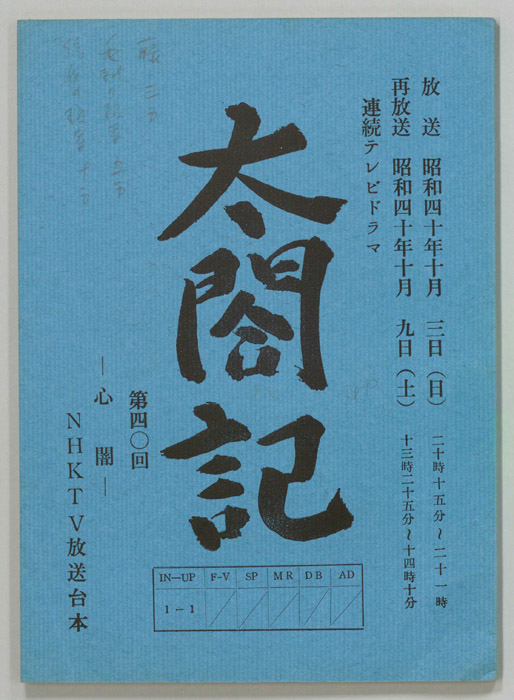 放送 昭和四十年十月 三日（日） 二十時十五分〜二十一時
再放送 昭和四十年十月 九日（土） 十三時二十五分〜十四時十分
連続テレビドラマ
太閤記
第四〇回
―心闇―
NHKTV放送台本
IN―UP F-V SP MR DB AD
1―1